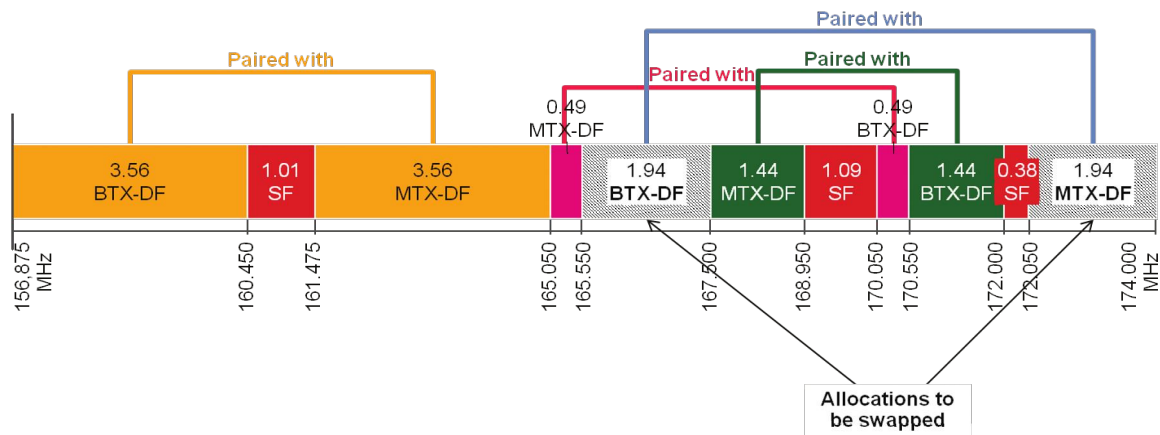 Paired with
Paired with
Paired with
Paired with
0.49
MTX-DF
0.49
BTX-DF
3.56
BTX-DF
1.01
SF
3.56
MTX-DF
1.94
BTX-DF
1.44
MTX-DF
1.09
SF
1.44
BTX-DF
0.38
SF
1.94
MTX-DF
156,875
MHz
160.450
161.475
165.050
165.550
167.500
168.950
170.050
170.550
172.000
172.050
174.000
MHz
Allocations to
be swapped